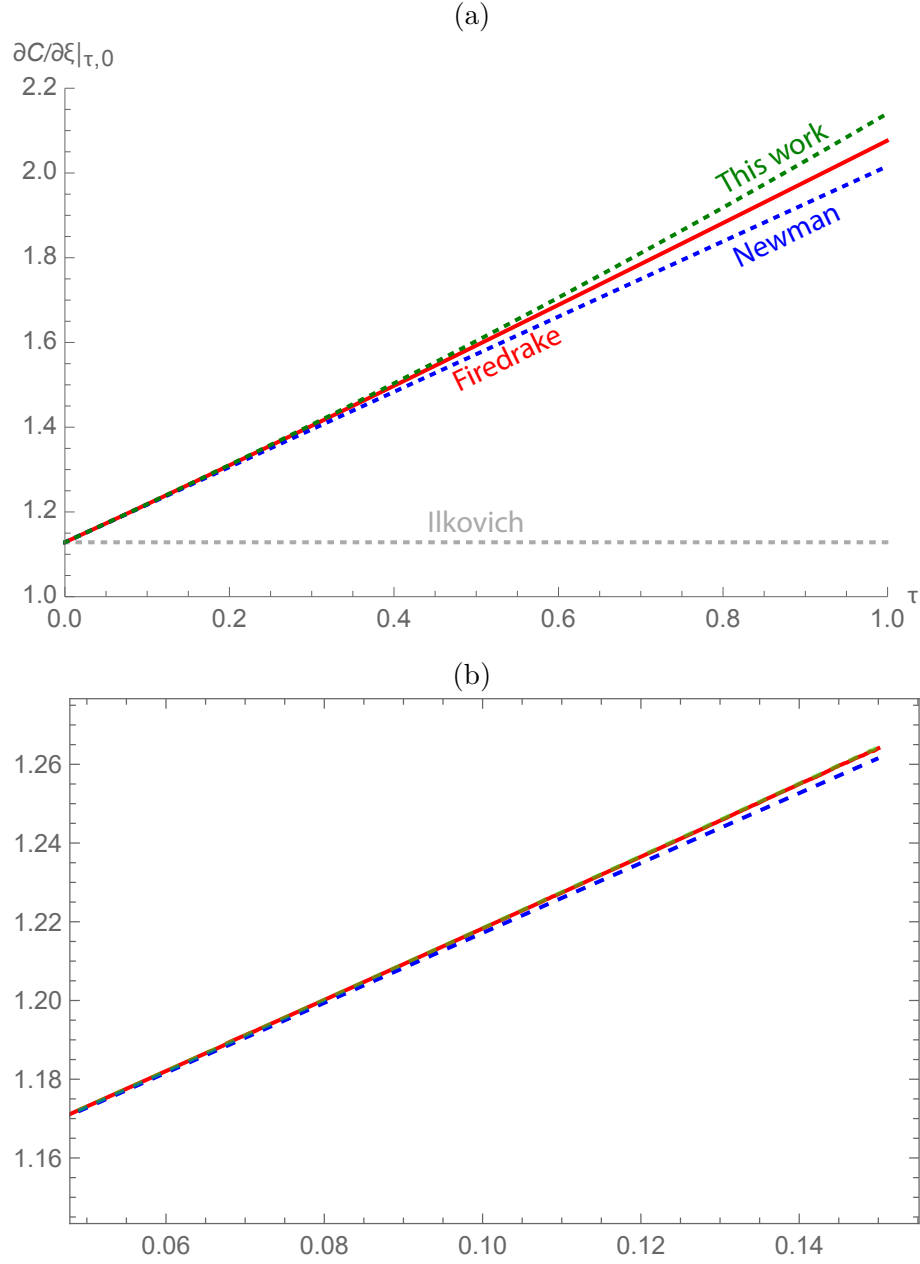 (a)
∂C/∂ξ|τ,0
2.2
2.0
1.8
1.6
1.4
1.2
1.0
This work
Newman
Firedrake
Ilkovich
0.0 0.2 0.4 0.6 0.8 1.0 τ
(b)
1.26
1.24
1.22
1.20
1.18
1.16
0.06 0.08 0.10 0.12 0.14